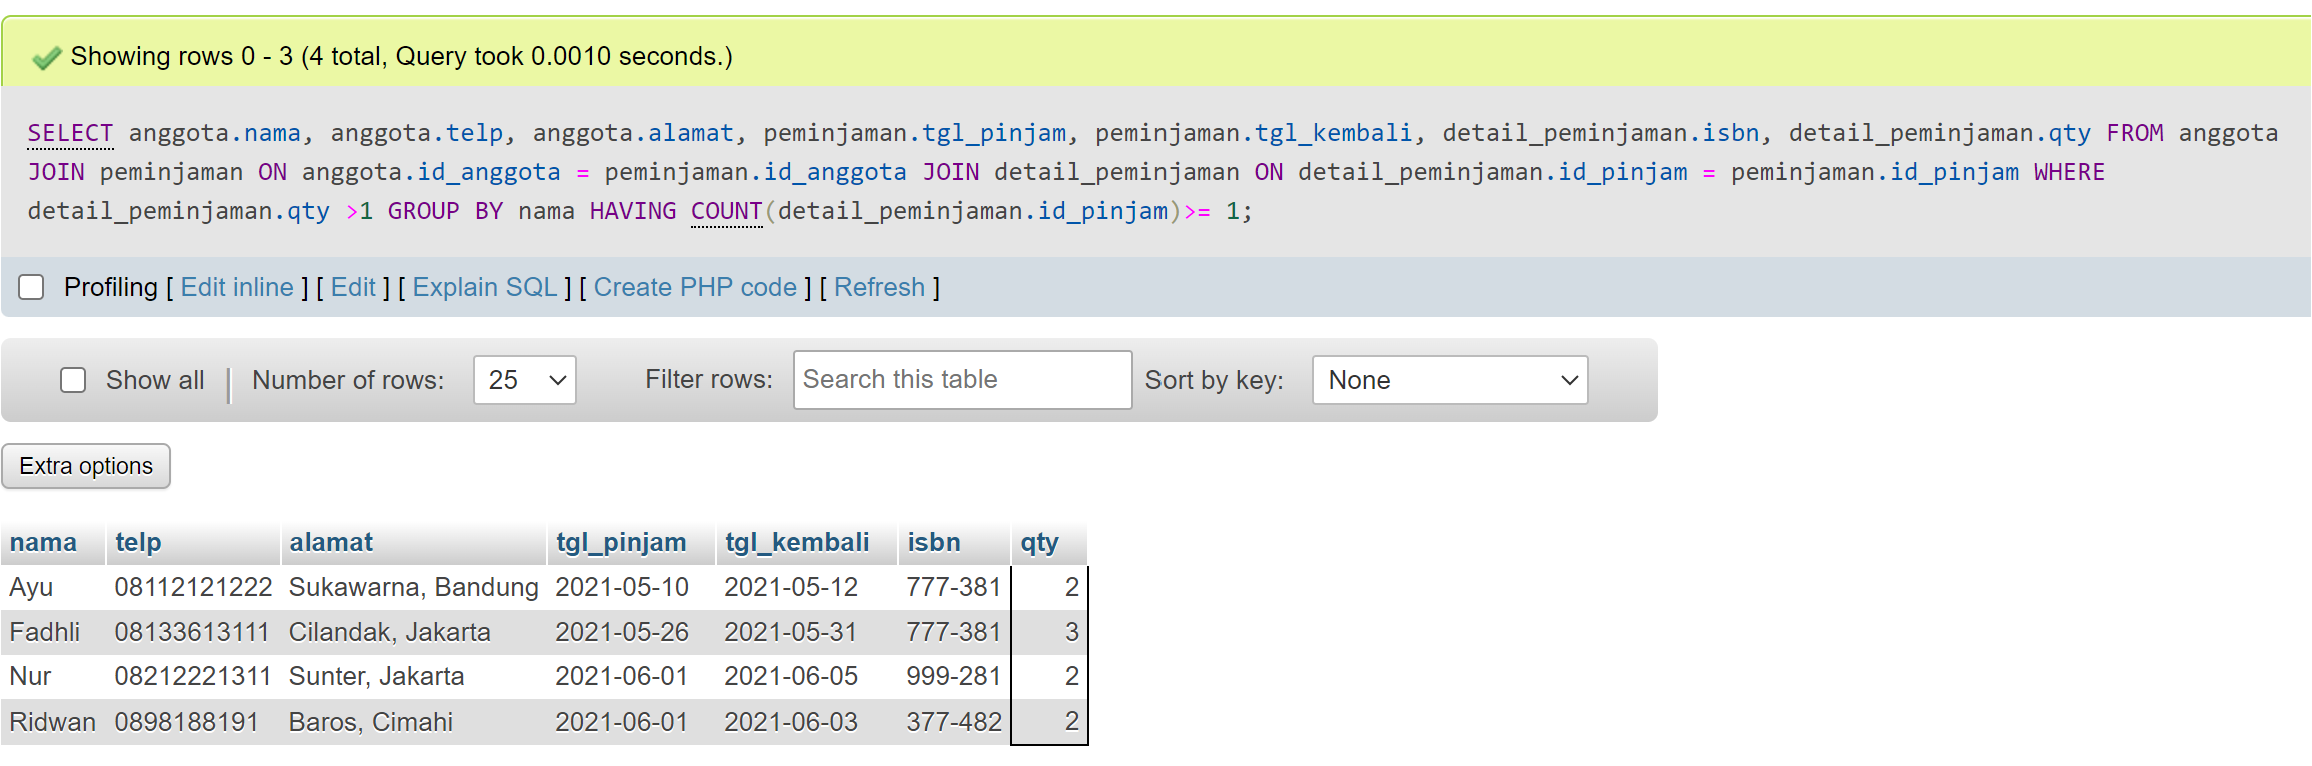 Showing rows 0 - 3 (4 total, Query took 0.0010 seconds.)
SELECT anggota.nama, anggota.telp, anggota.alamat, peminjaman.tgl_pinjam, peminjaman.tgl_kembali, detail_peminjaman.isbn, detail_peminjaman.qty FROM anggota
JOIN peminjaman ON anggota.id_anggota = peminjaman.id_anggota JOIN detail_peminjaman ON detail_peminjaman.id_pinjam = peminjaman.id_pinjam WHERE
detail_peminjaman.qty >1 GROUP BY nama HAVING COUNT(detail_peminjaman.id_pinjam)>= 1;
Profiling [ Edit inline ] [ Edit ] [ Explain SQL ] [ Create PHP code ] [ Refresh ]
Show all | Number of rows: 25 Filter rows: Search this table Sort by key: None
Extra options
nama telp alamat tgl_pinjam tgl_kembali isbn qty
Ayu 08112121222 Sukawarna, Bandung 2021-05-10 2021-05-12 777-381 2
Fadhli 08133613111 Cilandak, Jakarta 2021-05-26 2021-05-31 777-381 3
Nur 08212221311 Sunter, Jakarta 2021-06-01 2021-06-05 999-281 2
Ridwan 0898188191 Baros, Cimahi 2021-06-01 2021-06-03 377-482 2